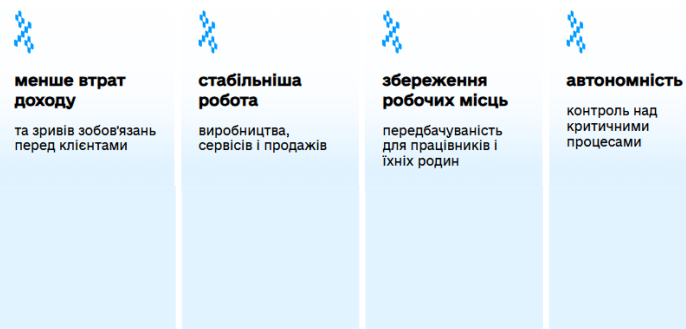 менше втрат
доходу
та зривів зобов'язань
перед клієнтами
стабільніша
робота
виробництва,
сервісів і продажів
збереження
робочих місць
передбачуваність
для працівників і
їхніх родин
автономність
контроль над
критичними
процесами